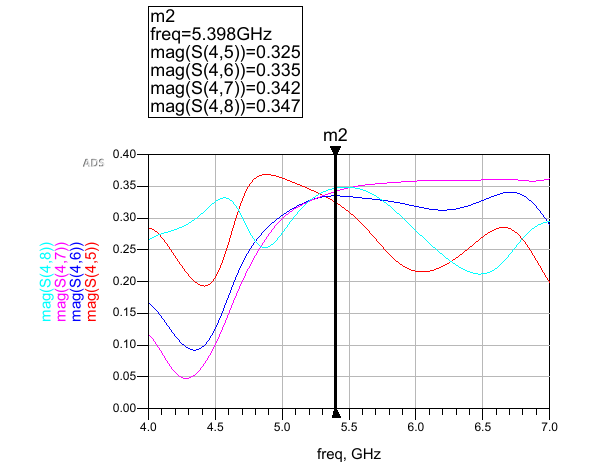 m2
freq=5.398GHz
mag(S(4,5))=0.325
mag(S(4,6))=0.335
mag(S(4,7))=0.342
mag(S(4,8))=0.347
m2
ADS
0.40
0.35
0.30
0.25
0.20
0.15
0.10
0.05
0.00
mag(S(4,8))
mag(S(4,7))
mag(S(4,6))
mag(S(4,5))
4.0 4.5 5.0 5.5 6.0 6.5 7.0
freq, GHz